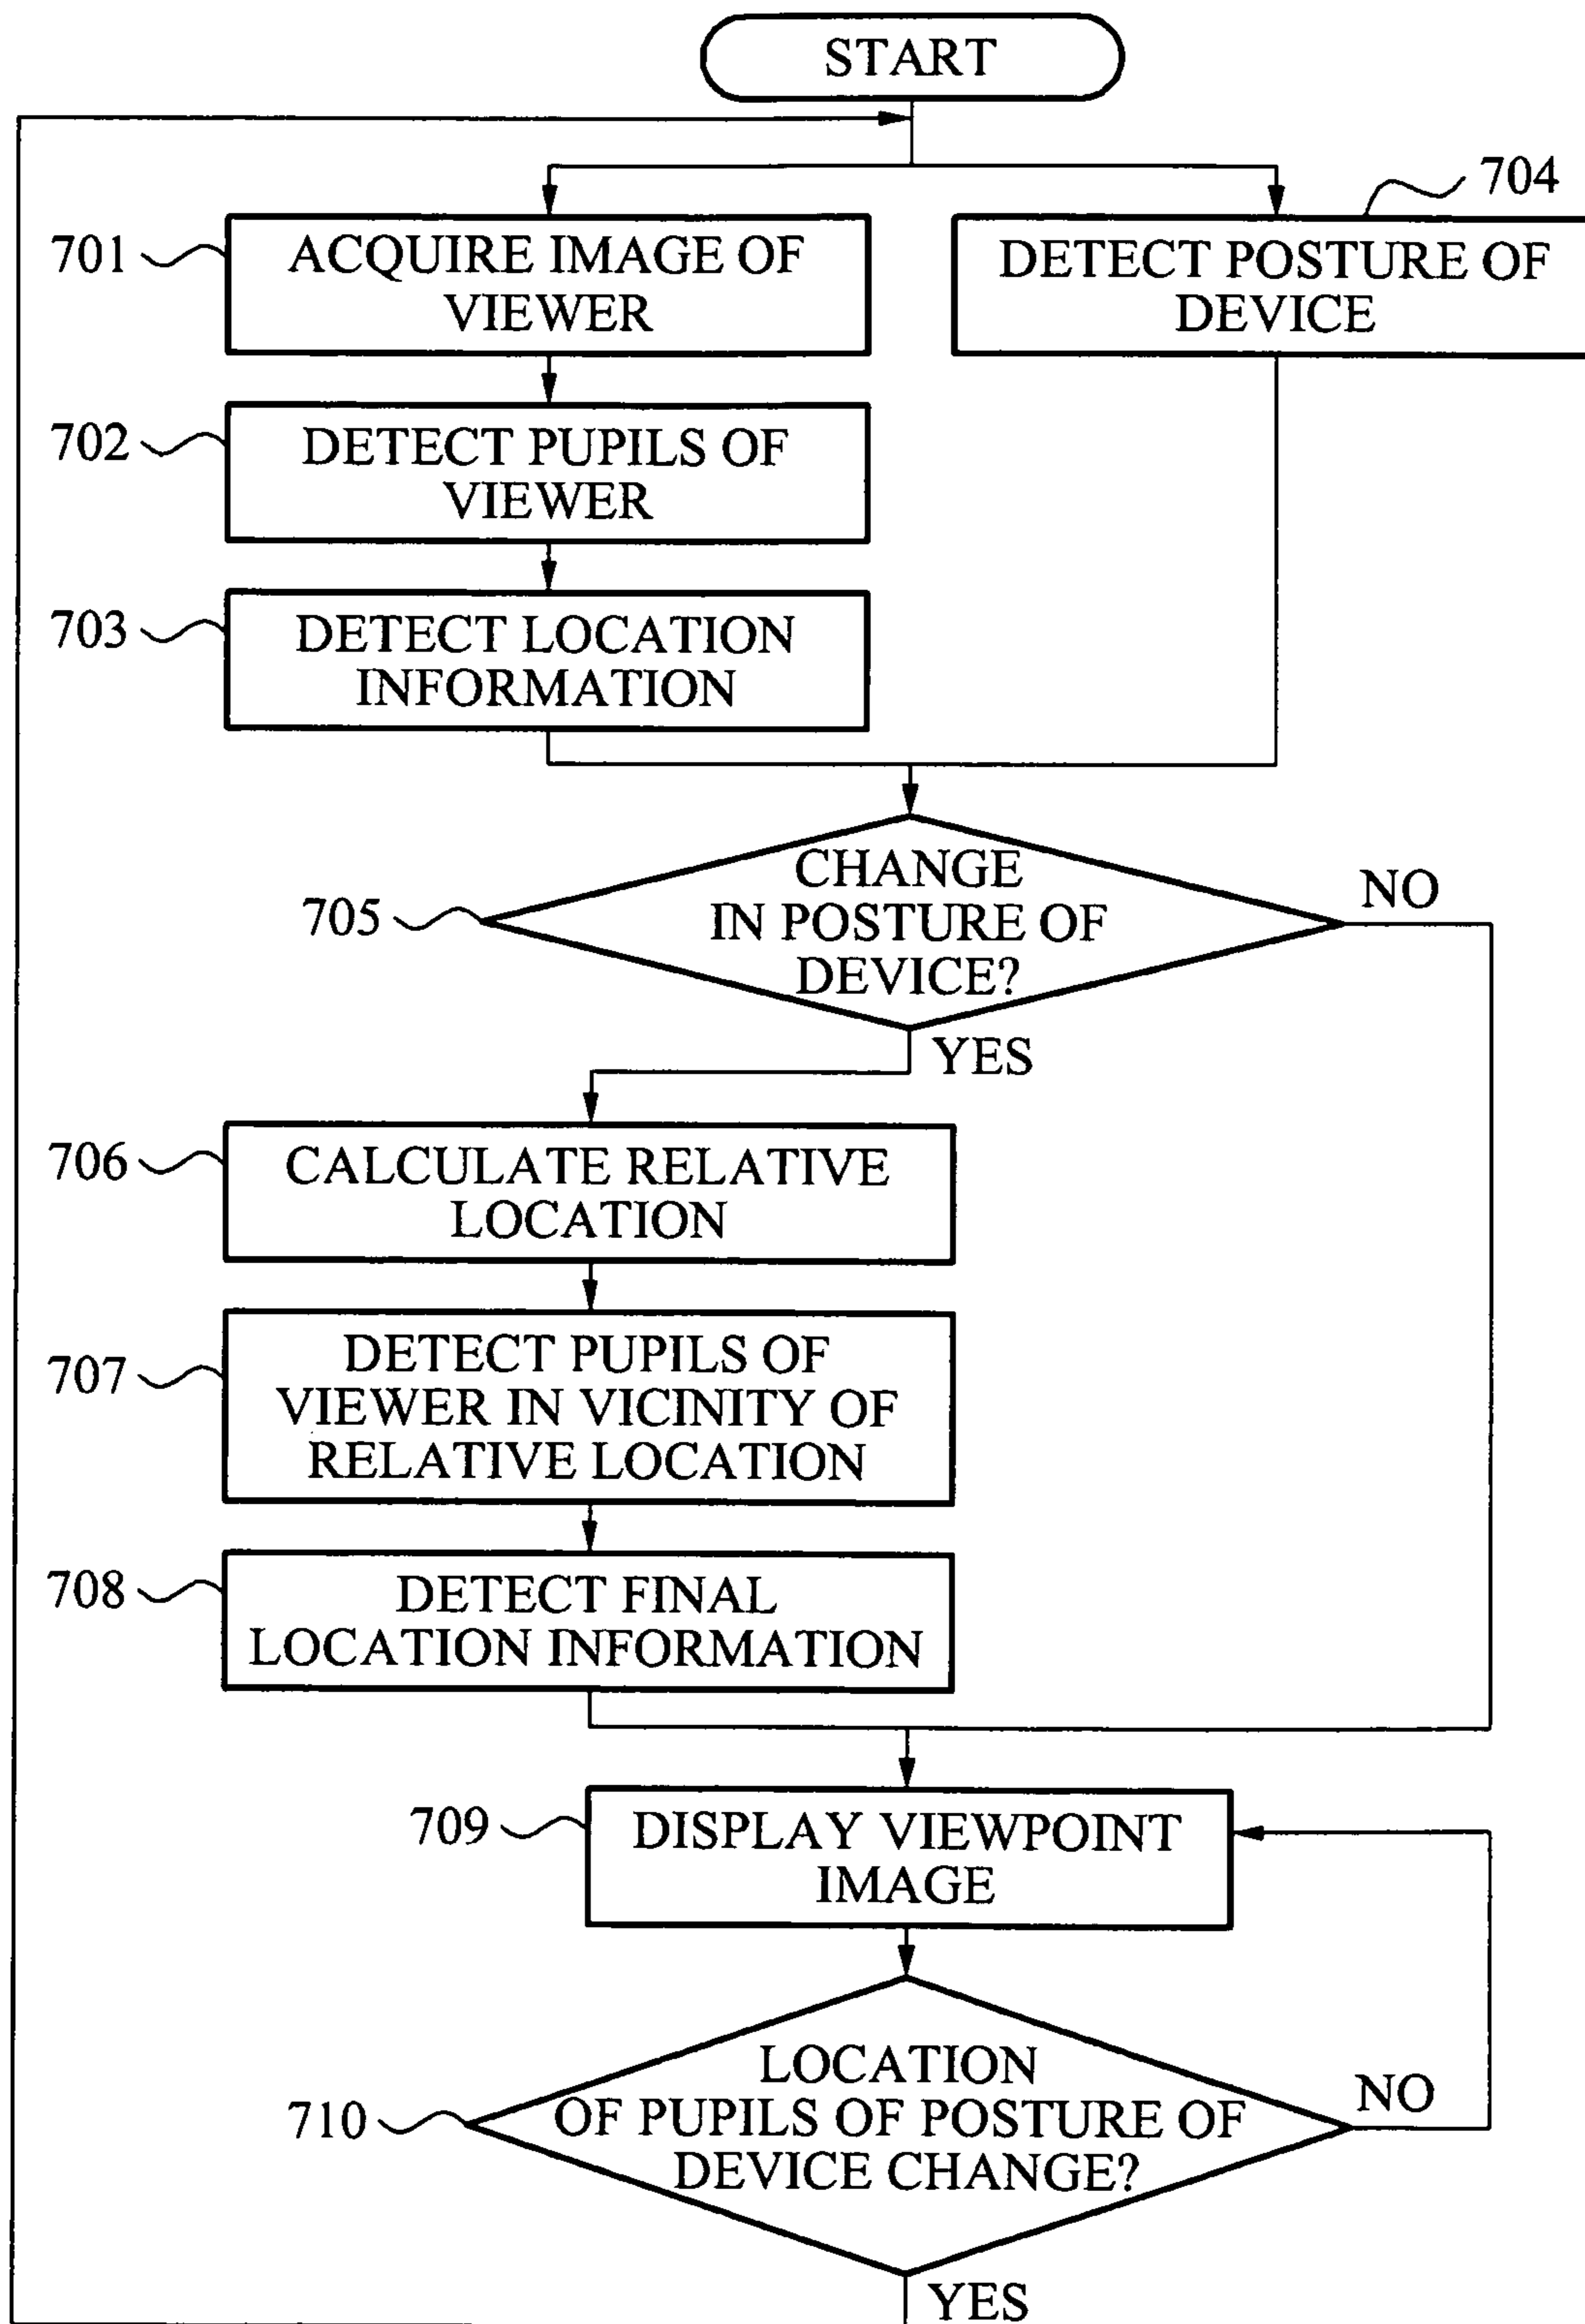 START
704
701
ACQUIRE IMAGE OF
VIEWER
DETECT POSTURE OF
DEVICE
702
DETECT PUPILS OF
VIEWER
703
DETECT LOCATION
INFORMATION
705
CHANGE
IN POSTURE OF
DEVICE?
NO
YES
706
CALCULATE RELATIVE
LOCATION
707
DETECT PUPILS OF
VIEWER IN VICINITY OF
RELATIVE LOCATION
708
DETECT FINAL
LOCATION INFORMATION
709
DISPLAY VIEWPOINT
IMAGE
710
LOCATION
OF PUPILS OF POSTURE OF
DEVICE CHANGE?
NO
YES